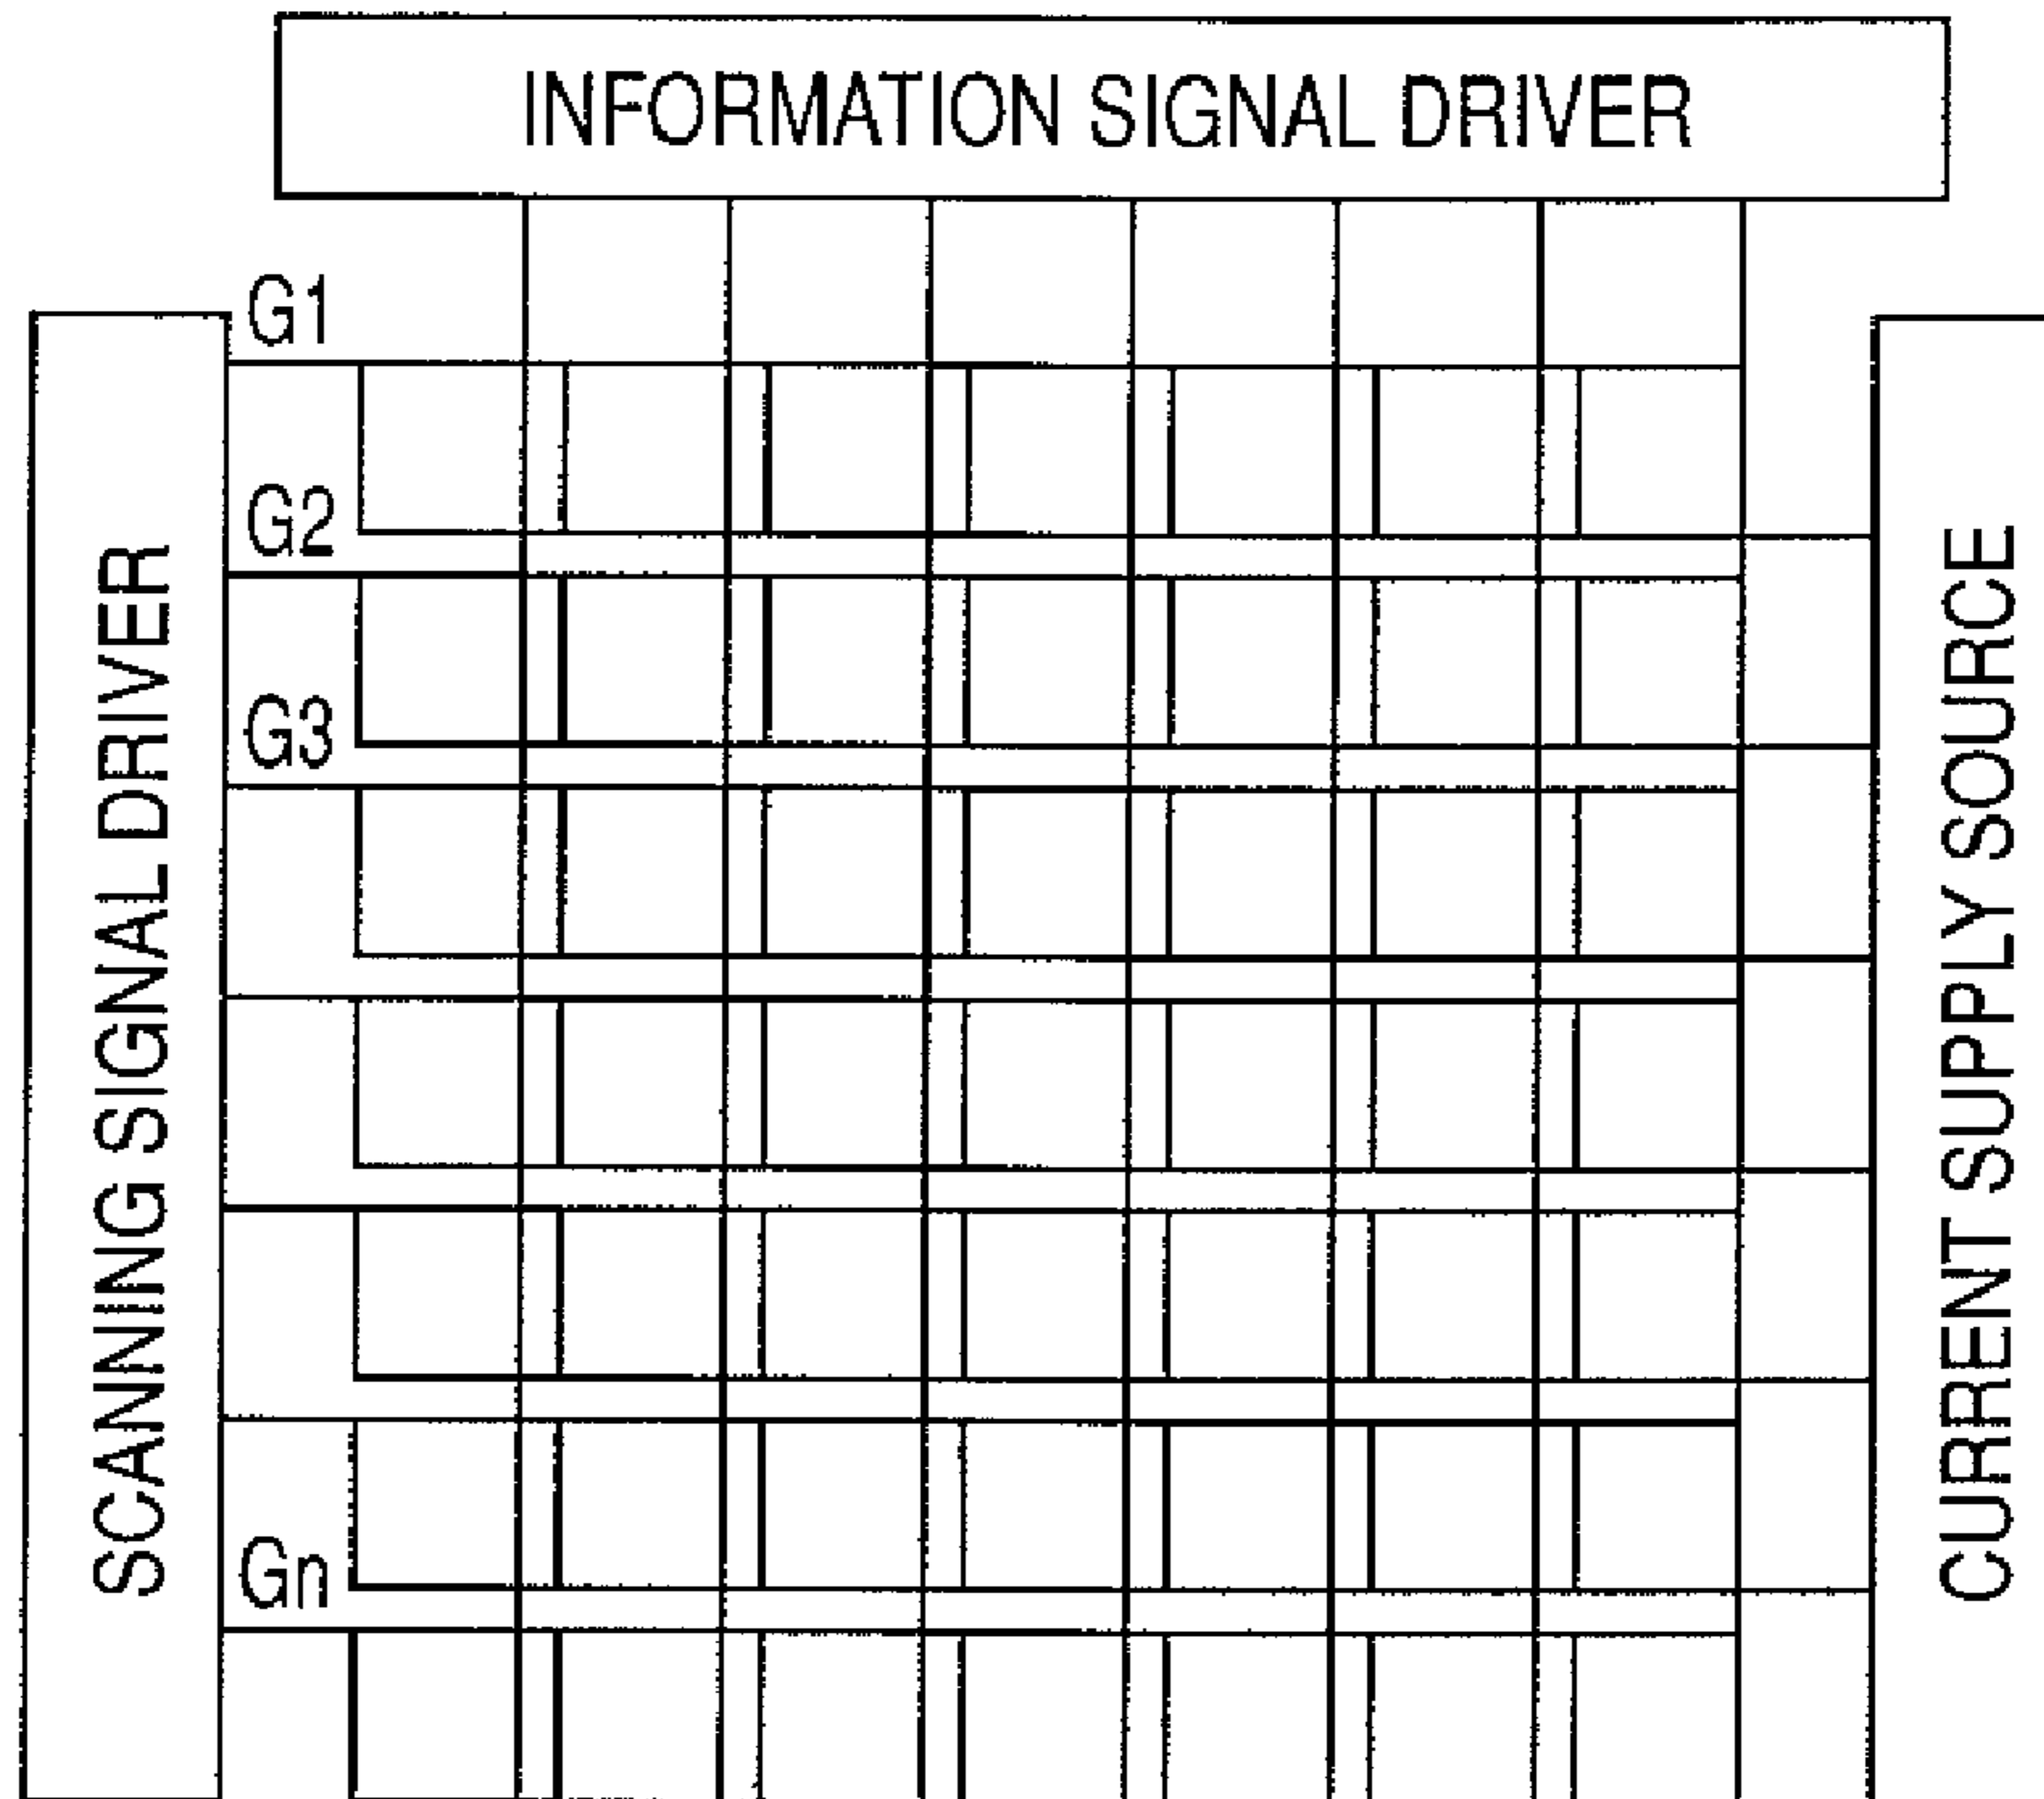 INFORMATION SIGNAL DRIVER
G1
G2
G3
Gn
SCANNING SIGNAL DRIVER
CURRENT SUPPLY SOURCE